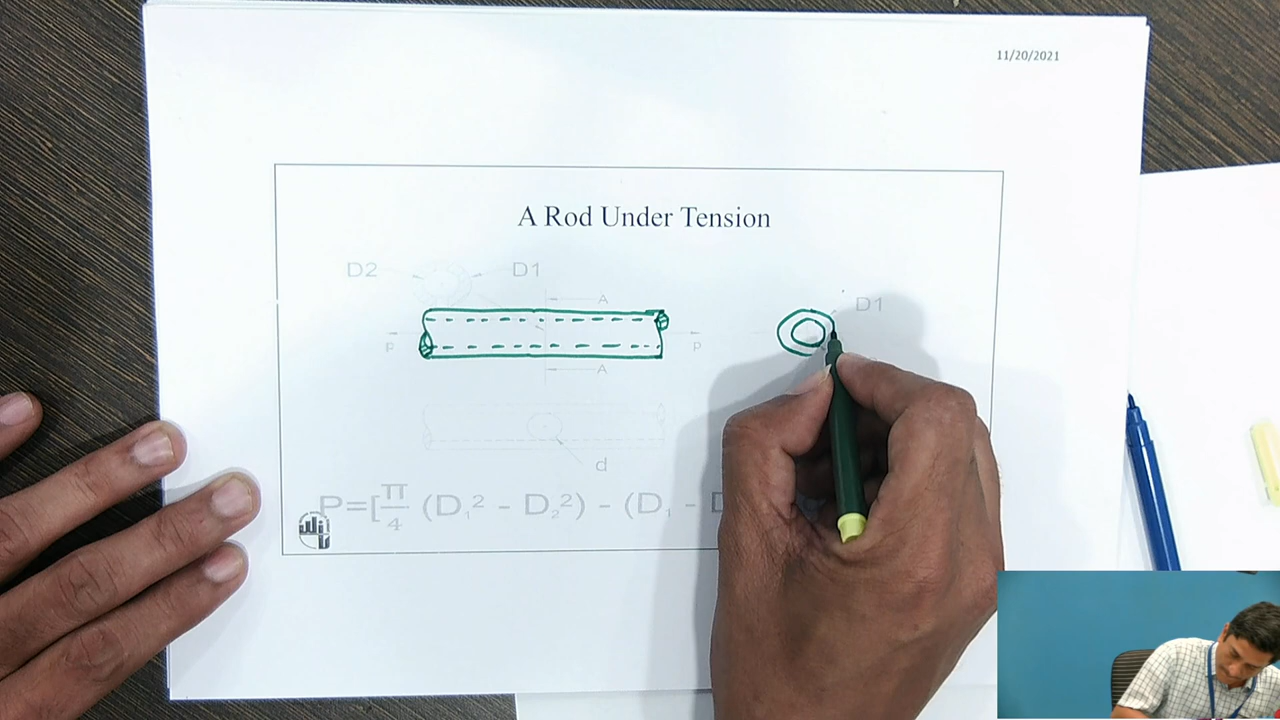 11/20/2021
A Rod Under Tension
D2 D1
A
D1
P P
A
d
P=[π/4 (D₁² - D₂²) - (D₁ -